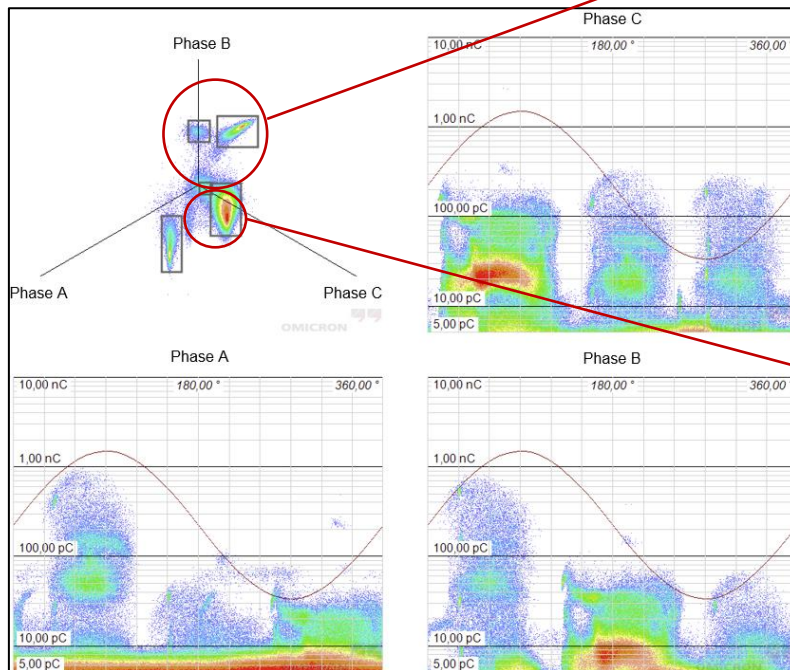 Phase B
Phase A
Phase C
OMICRON
Phase C
10,00 nC
180,00 °
360,00 °
1,00 nC
100,00 pC
10,00 pC
5,00 pC
Phase A
10,00 nC
180,00 °
360,00 °
1,00 nC
100,00 pC
10,00 pC
5,00 pC
Phase B
10,00 nC
180,00 °
360,00 °
1,00 nC
100,00 pC
10,00 pC
5,00 pC